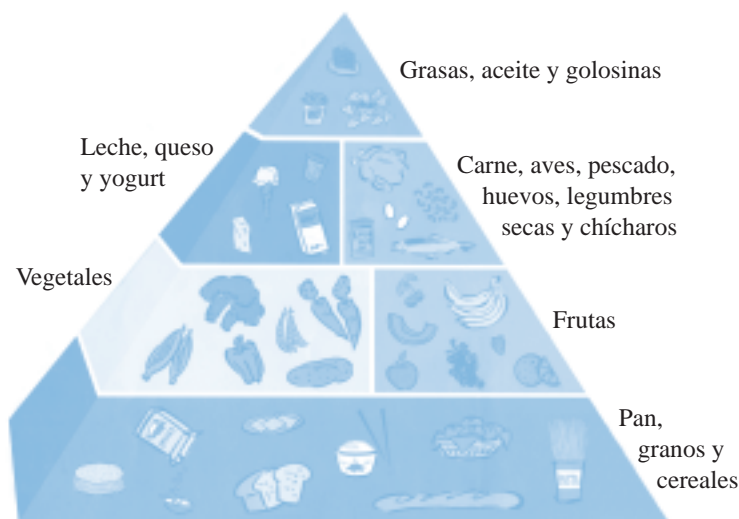 Grasas, aceite y golosinas
Leche, queso
y yogurt
Carne, aves, pescado,
huevos, legumbres
secas y chícharos
Vegetales
Frutas
Pan,
granos y
cereales